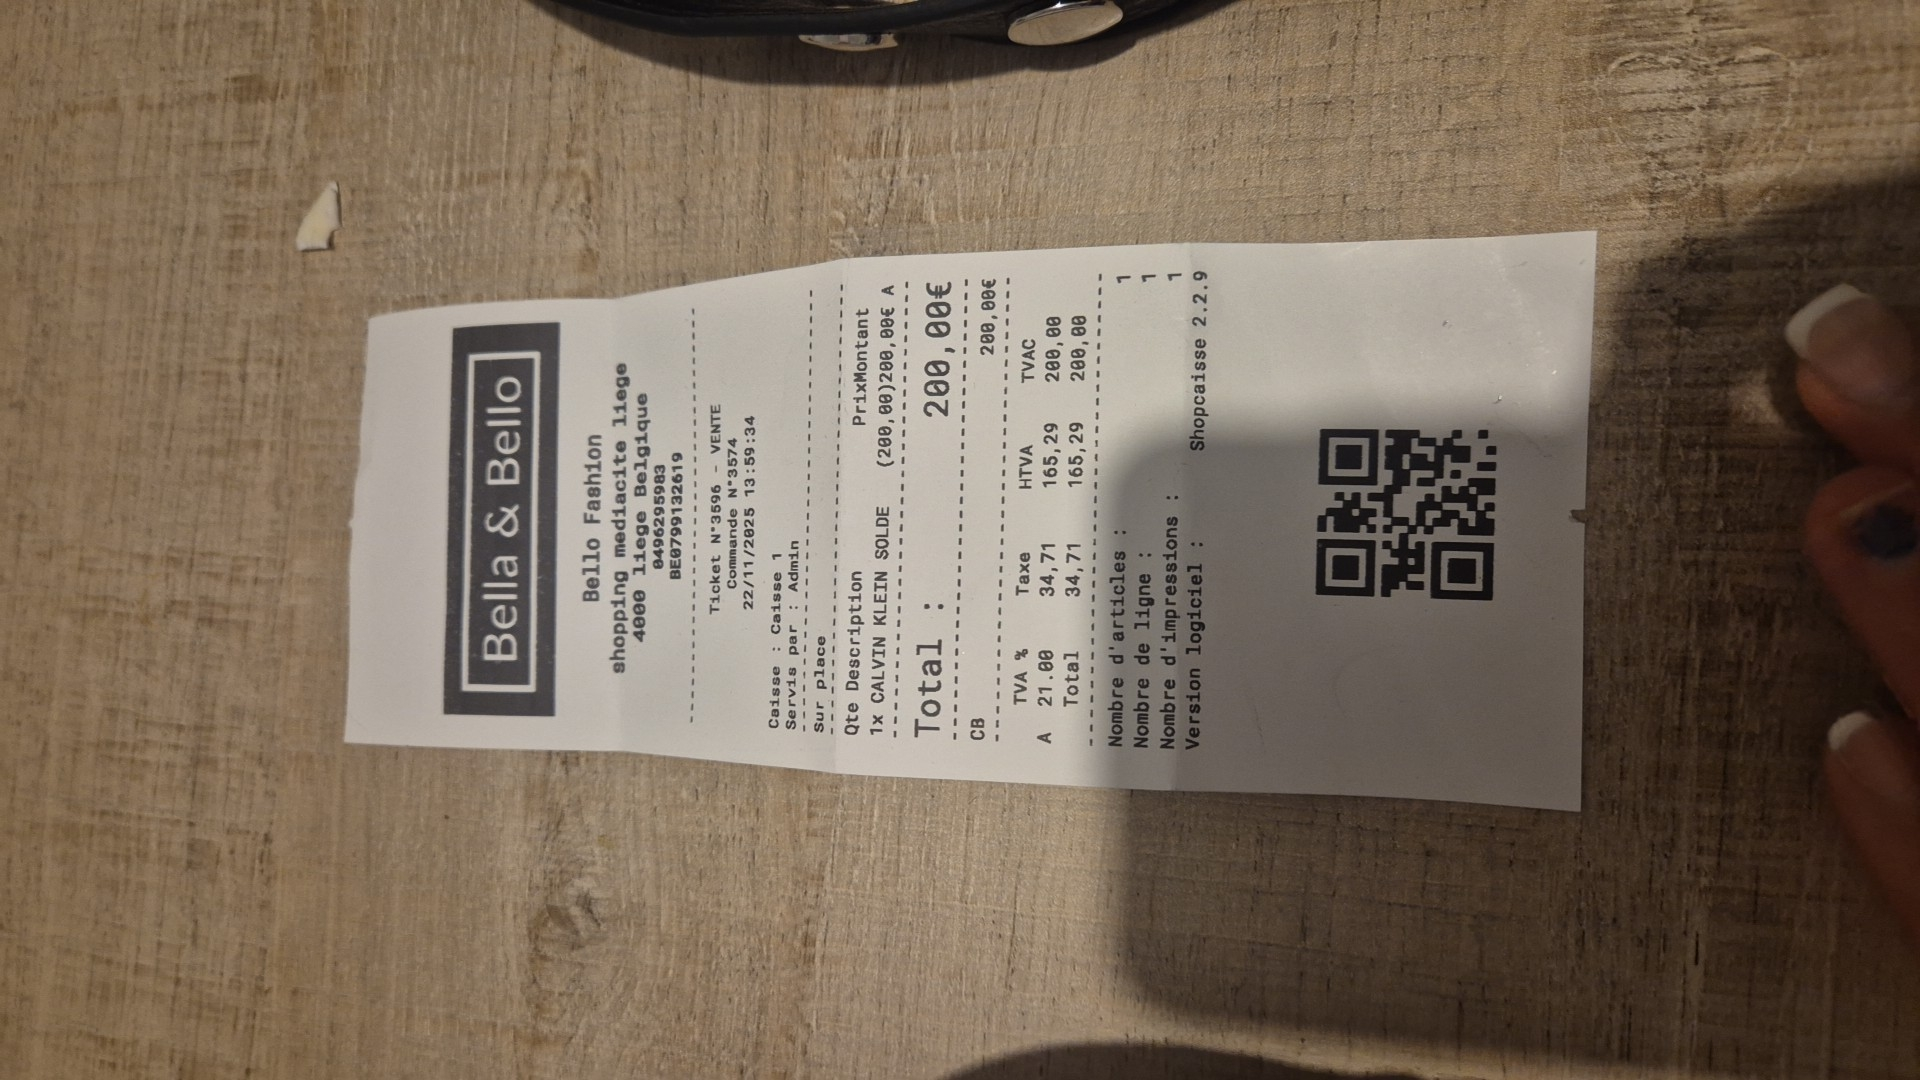 Bella & Bello
Bello Fashion
shopping mediacite liege
4000 liege Belgique
0496295983
BE0799132619
Ticket N°3596 - VENTE
Commande N°3574
22/11/2025 13:59:34
Caisse : Caisse 1
Servis par : Admin
Sur place
Qte Description PrixMontant
1x CALVIN KLEIN SOLDE (200,00)200,00€ A
Total : 200,00€
CB 200,00€
TVA % Taxe HTVA TVAC
A 21.00 34,71 165,29 200,00
Total 34,71 165,29 200,00
Nombre d'articles : 1
Nombre de ligne : 1
Nombre d'impressions : 1
Version logiciel : Shopcaisse 2.2.9